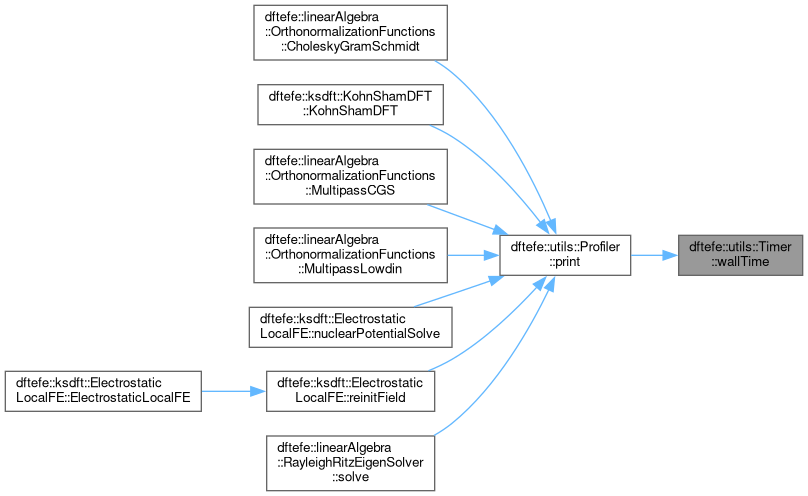 dftefe::linearAlgebra
::OrthonormalizationFunctions
::CholeskyGramSchmidt
dftefe::ksdft::KohnShamDFT
::KohnShamDFT
dftefe::linearAlgebra
::OrthonormalizationFunctions
::MultipassCGS
dftefe::linearAlgebra
::OrthonormalizationFunctions
::MultipassLowdin
dftefe::utils::Profiler
::print
dftefe::utils::Timer
::wallTime
dftefe::ksdft::Electrostatic
LocalFE::nuclearPotentialSolve
dftefe::ksdft::Electrostatic
LocalFE::ElectrostaticLocalFE
dftefe::ksdft::Electrostatic
LocalFE::reinitField
dftefe::linearAlgebra
::RayleighRitzEigenSolver
::solve